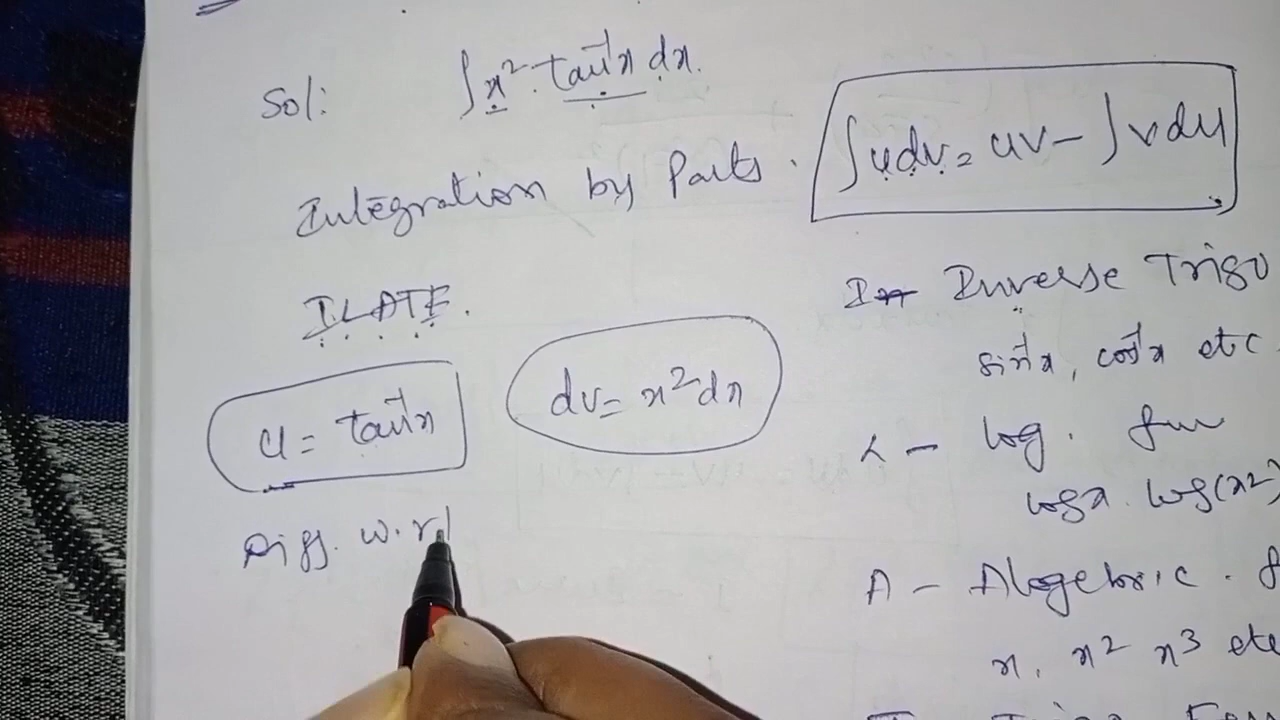 Sol: ∫x². tan⁻¹x dx.
Integration by Parts. ∫udv = uv - ∫vdu
ILATE.
u = tan⁻¹x dv = x²dx
Diff. w.r
I - Inverse Trigo
sin⁻¹x, cos⁻¹x etc.
L - log. fun
logx. log(x²)
A - Alogebric. f
x, x² x³ etc